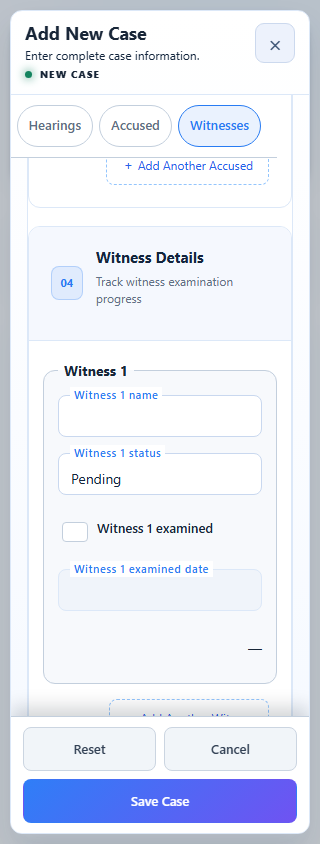 Add New Case
Enter complete case information.
NEW CASE
Hearings
Accused
Witnesses
+ Add Another Accused
04
Witness Details
Track witness examination
progress
Witness 1
Witness 1 name
Witness 1 status
Pending
Witness 1 examined
Witness 1 examined date
—
Reset
Cancel
Save Case